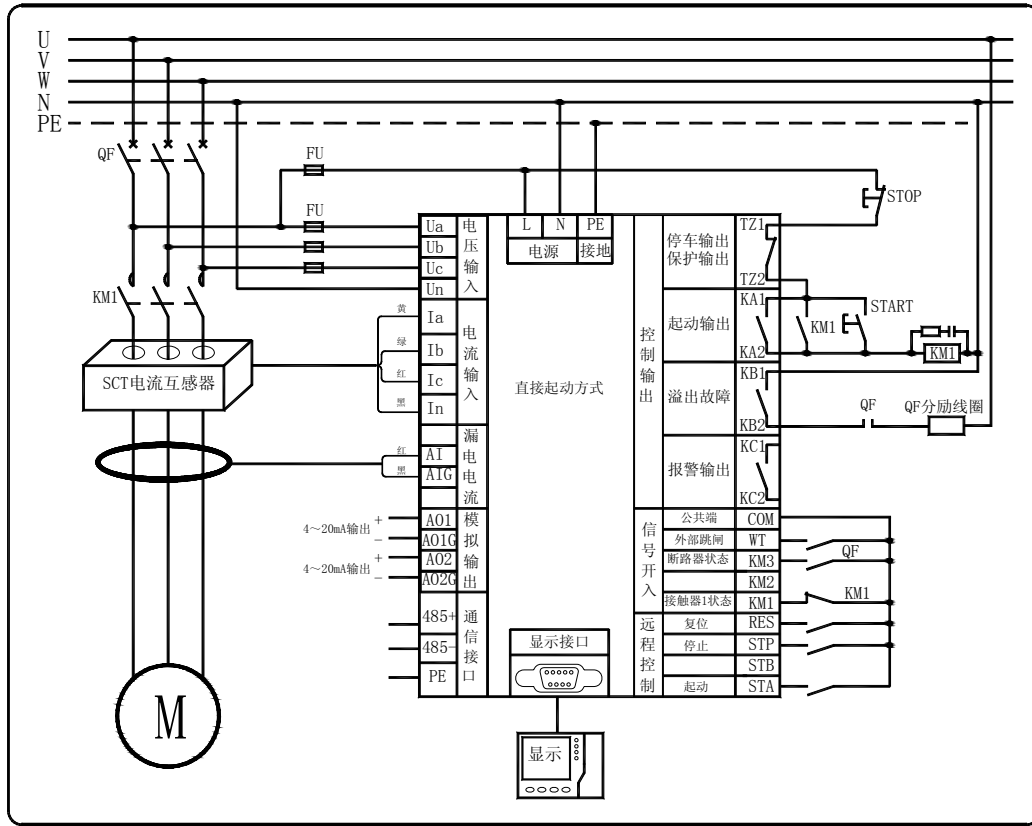 U
V
W
N
PE
QF
FU
FU
STOP
Ua
Ub
Uc
Un
电压输入
L
N
PE
电源
接地
停车输出
保护输出
TZ1
TZ2
KM1
SCT电流互感器
黄
绿
红
黑
Ia
Ib
Ic
In
电流输入
直接起动方式
控制输出
起动输出
KA1
KA2
KM1
START
KM1
溢出故障
KB1
KB2
QF
QF分励线圈
报警输出
KC1
KC2
红
黑
AI
AIG
漏电电流
4～20mA输出
+
−
4～20mA输出
+
−
AO1
AO1G
AO2
AO2G
模拟输出
485+
485-
PE
通信接口
信号开入
公共端
COM
外部跳闸
WT
断路器状态
KM3
QF
KM2
接触器1状态
KM1
KM1
远程控制
复位
RES
停止
STP
STB
起动
STA
显示接口
显示
M